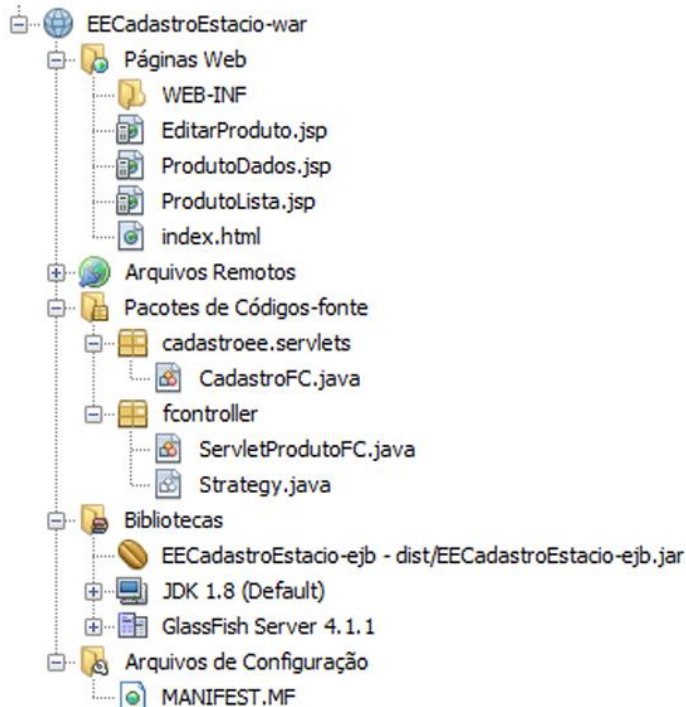 EECadastroEstacio-war
Páginas Web
WEB-INF
EditarProduto.jsp
ProdutoDados.jsp
ProdutoLista.jsp
index.html
Arquivos Remotos
Pacotes de Códigos-fonte
cadastroee.servlets
CadastroFC.java
fcontroller
ServletProdutoFC.java
Strategy.java
Bibliotecas
EECadastroEstacio-ejb - dist/EECadastroEstacio-ejb.jar
JDK 1.8 (Default)
GlassFish Server 4.1.1
Arquivos de Configuração
MANIFEST.MF